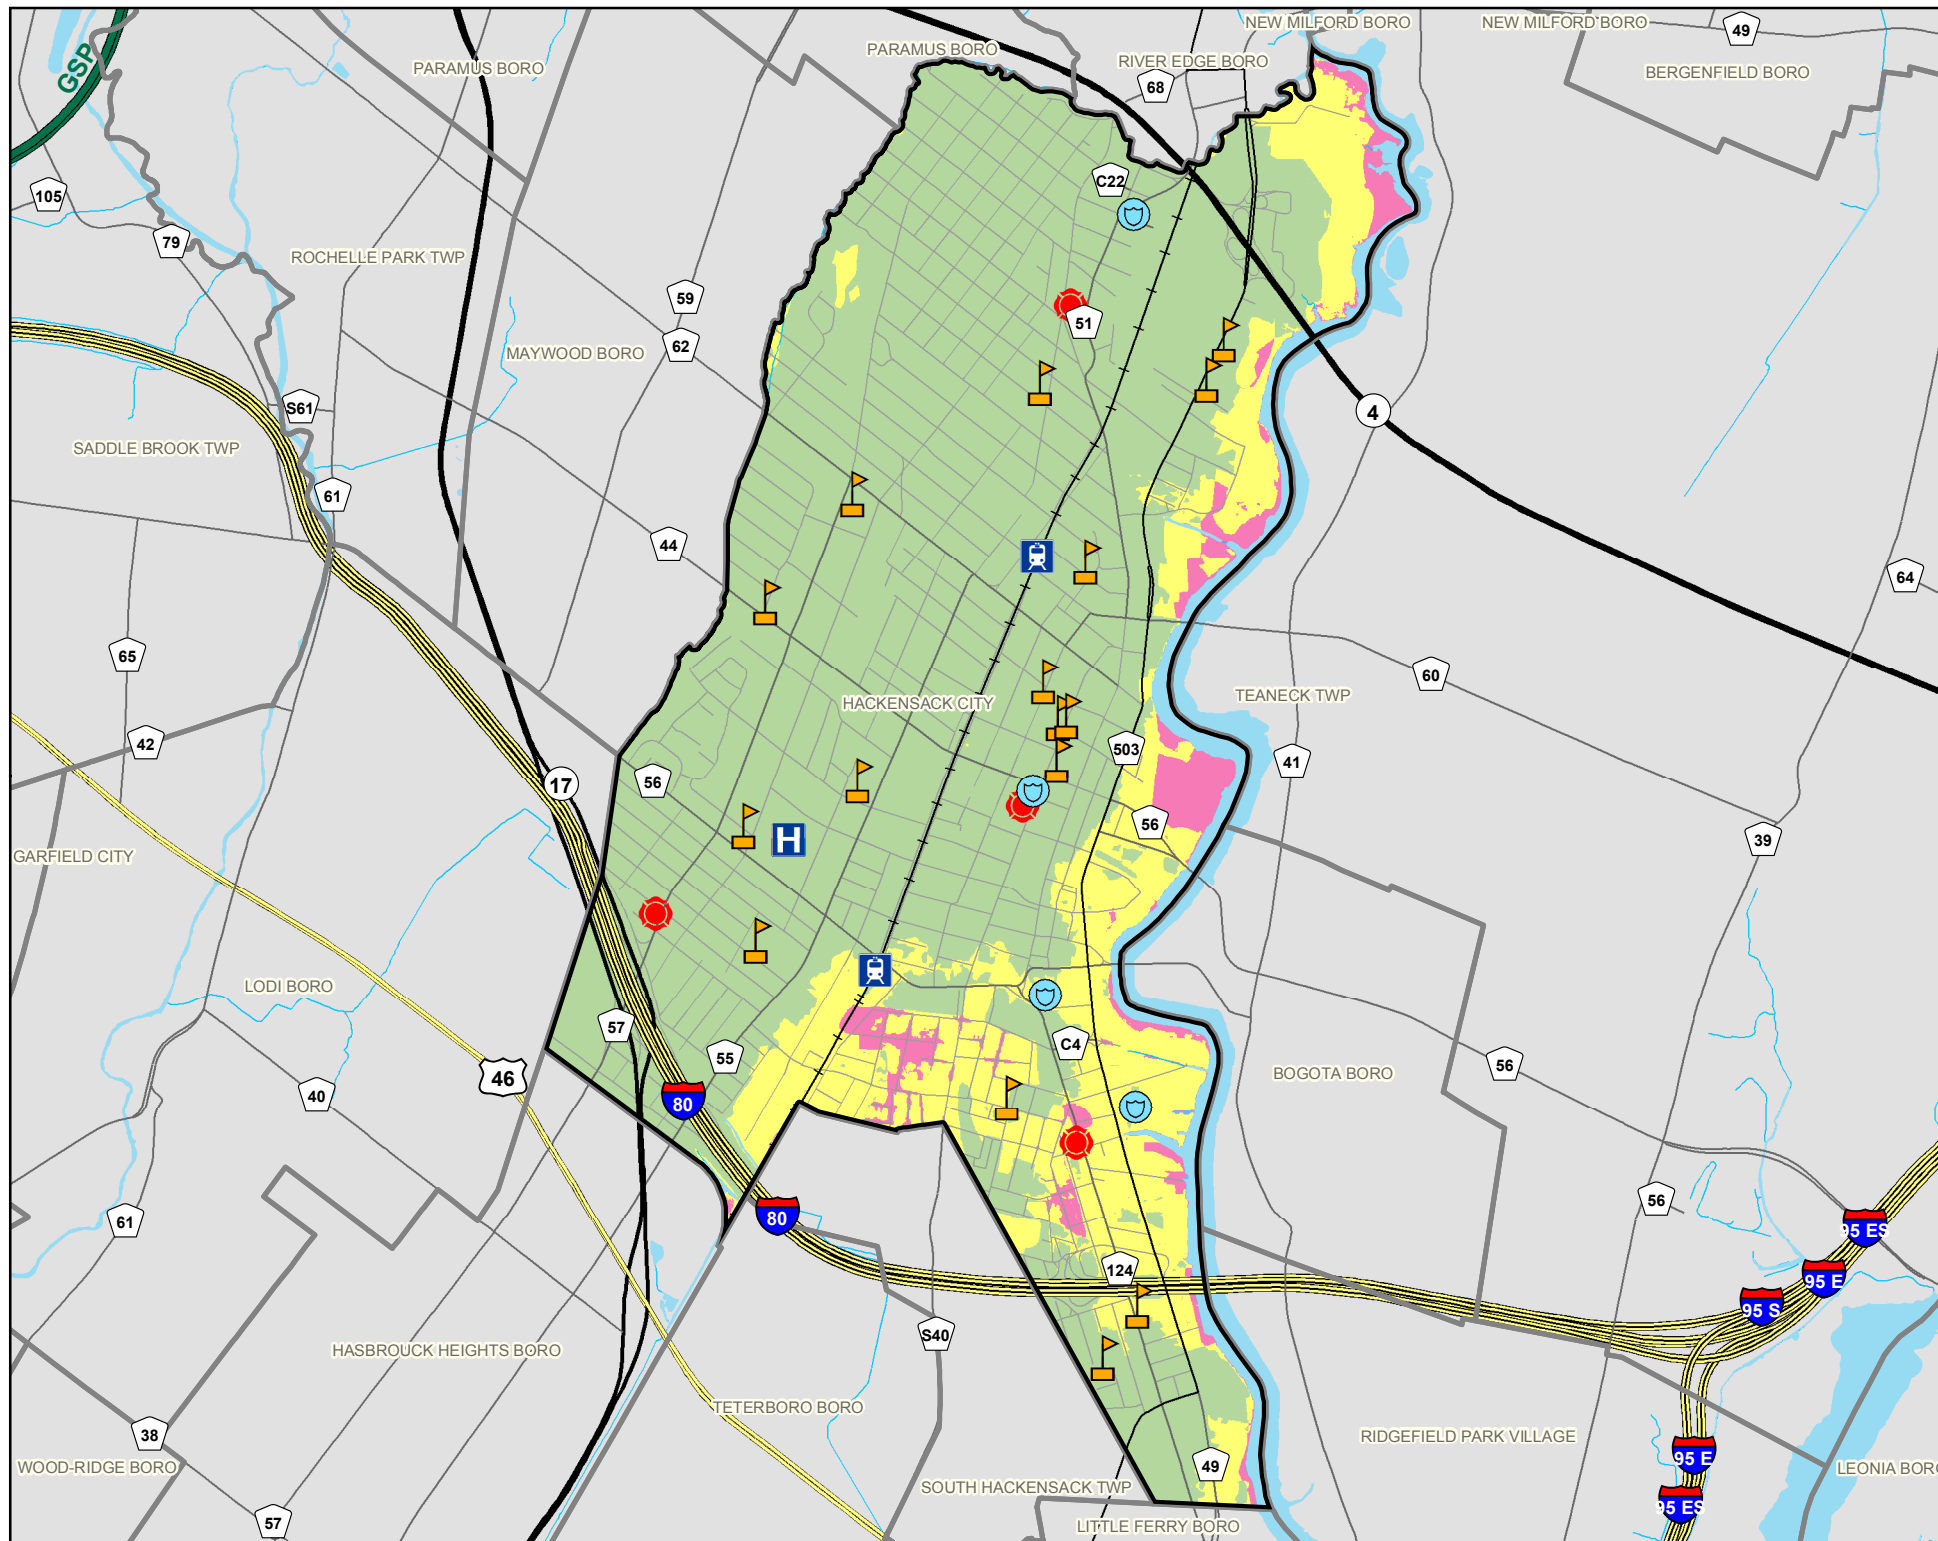 NEW MILFORD BORO
NEW MILFORD BORO
49
PARAMUS BORO
RIVER EDGE BORO
PARAMUS BORO
BERGENFIELD BORO
GSP
68
C22
105
79
ROCHELLE PARK TWP
59
51
62
MAYWOOD BORO
S61
4
SADDLE BROOK TWP
61
44
64
65
60
TEANECK TWP
HACKENSACK CITY
42
503
41
56
17
56
39
GARFIELD CITY
LODI BORO
57
55
C4
56
46
BOGOTA BORO
40
80
56
61
80
95 ES
124
95 E
95 S
S40
HASBROUCK HEIGHTS BORO
TETERBORO BORO
38
RIDGEFIELD PARK VILLAGE
95 E
WOOD-RIDGE BORO
49
LEONIA BORO
SOUTH HACKENSACK TWP
95 ES
57
LITTLE FERRY BORO
H